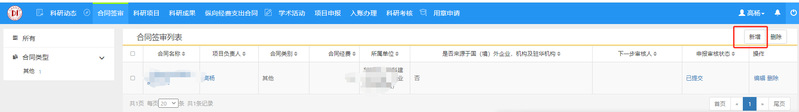 科研动态 合同签审 科研项目 科研成果 纵向经费支出合同 学术活动 项目申报 入账办理 科研考核 用章申请 高杨
所有
合同类型
其他 1
合同签审列表 新增 删除
合同名称 项目负责人 合同类别 合同经费 所属单位 是否来源于国（境）外企业、机构及驻华机构 下一步审核人 申报审核状态 操作
高杨 其他 否 已提交 编辑 删除
共1页 每页 20 条 共1条记录 首页 « 1 » 尾页